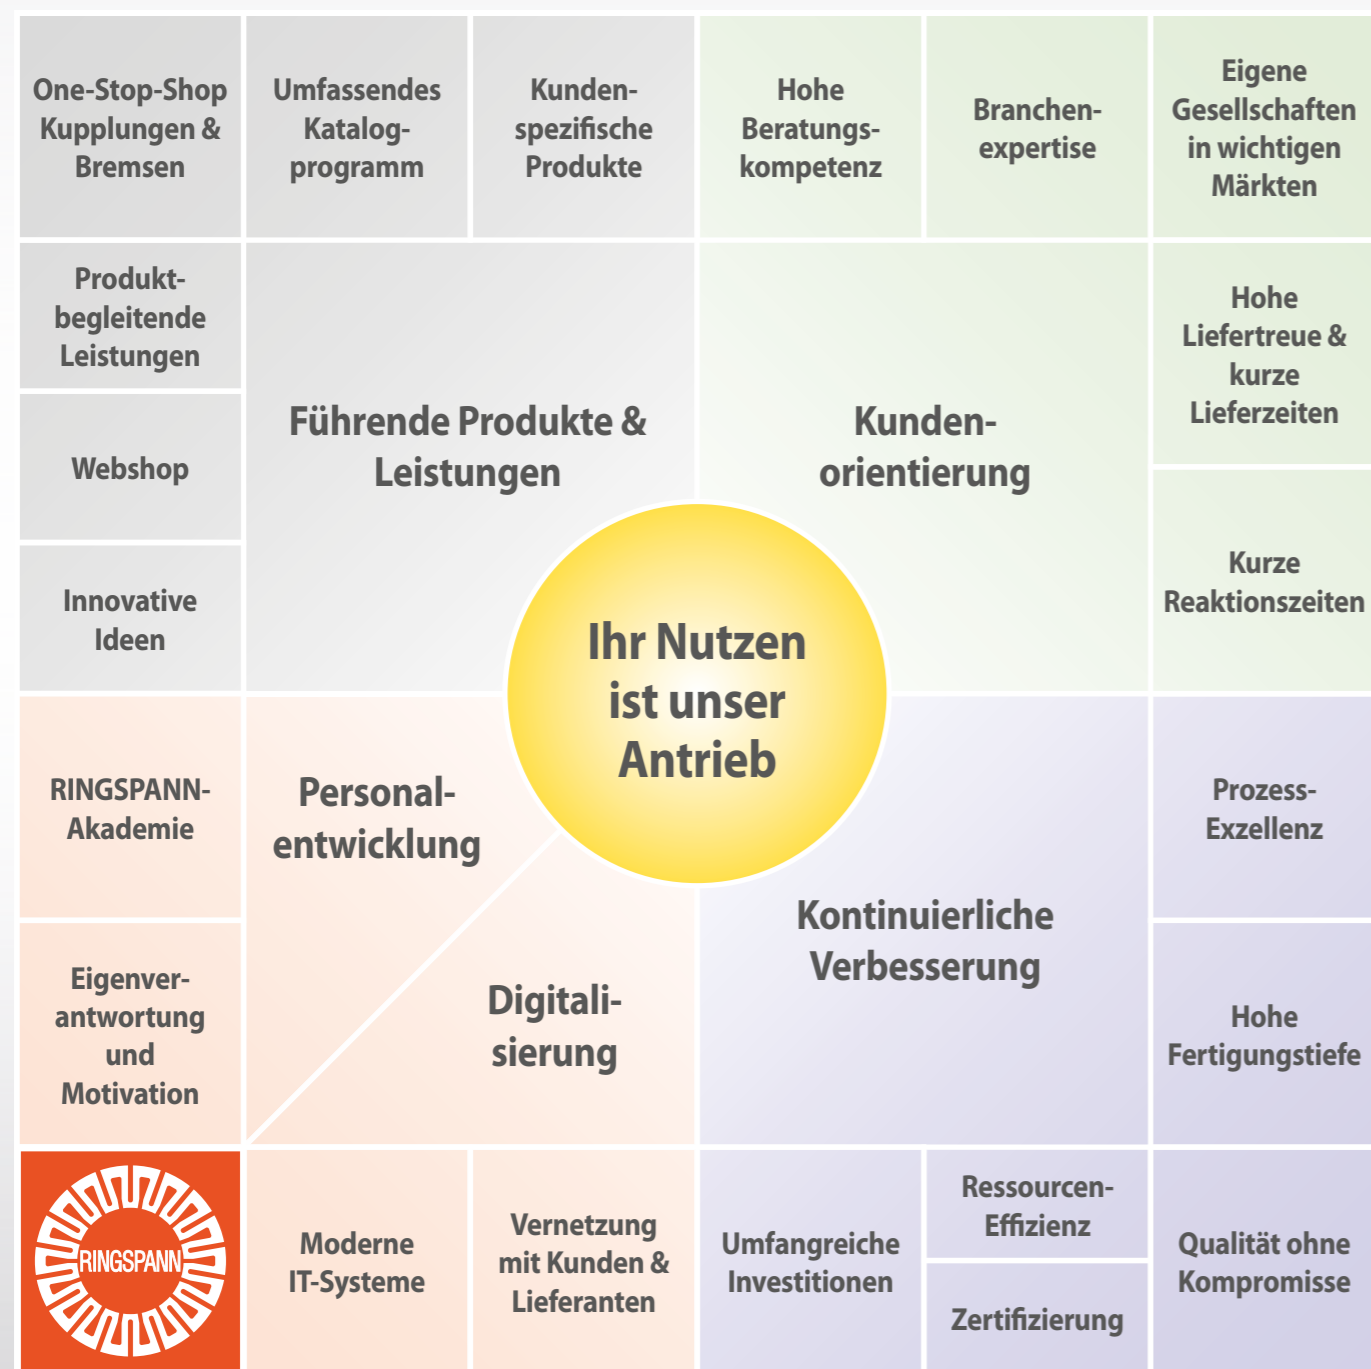 One-Stop-Shop
Kupplungen &
Bremsen
Umfassendes
Katalog-
programm
Kunden-
spezifische
Produkte
Hohe
Beratungs-
kompetenz
Branchen-
expertise
Eigene
Gesellschaften
in wichtigen
Märkten
Produkt-
begleitende
Leistungen
Webshop
Innovative
Ideen
Führende Produkte &
Leistungen
Kunden-
orientierung
Hohe
Liefertreue &
kurze
Lieferzeiten
Kurze
Reaktionszeiten
Ihr Nutzen
ist unser
Antrieb
RINGSPANN-
Akademie
Eigenver-
antwortung
und
Motivation
Personal-
entwicklung
Digitali-
sierung
Kontinuierliche
Verbesserung
Prozess-
Exzellenz
Hohe
Fertigungstiefe
RINGSPANN
Moderne
IT-Systeme
Vernetzung
mit Kunden &
Lieferanten
Umfangreiche
Investitionen
Ressourcen-
Effizienz
Zertifizierung
Qualität ohne
Kompromisse